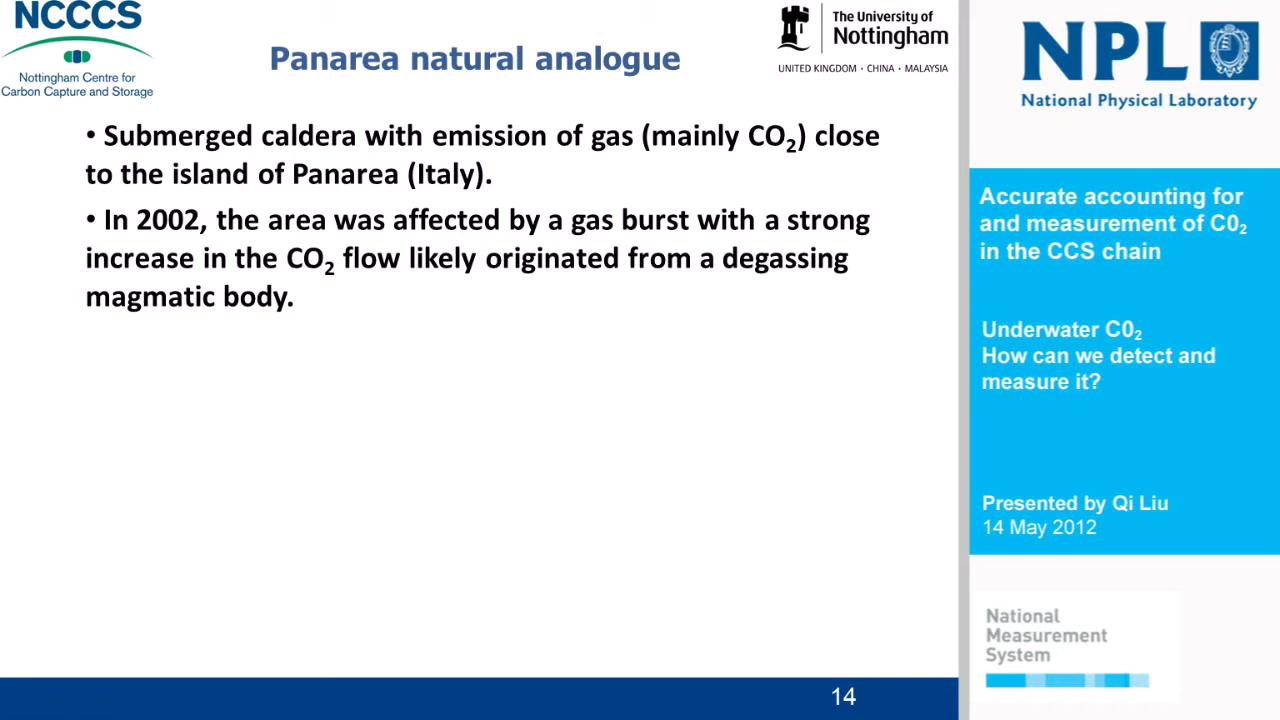 NCCCS
Nottingham Centre for
Carbon Capture and Storage
Panarea natural analogue
The University of
Nottingham
UNITED KINGDOM · CHINA · MALAYSIA
• Submerged caldera with emission of gas (mainly CO₂) close
to the island of Panarea (Italy).
• In 2002, the area was affected by a gas burst with a strong
increase in the CO₂ flow likely originated from a degassing
magmatic body.
14
NPL
National Physical Laboratory
Accurate accounting for
and measurement of C0₂
in the CCS chain
Underwater C0₂
How can we detect and
measure it?
Presented by Qi Liu
14 May 2012
National
Measurement
System